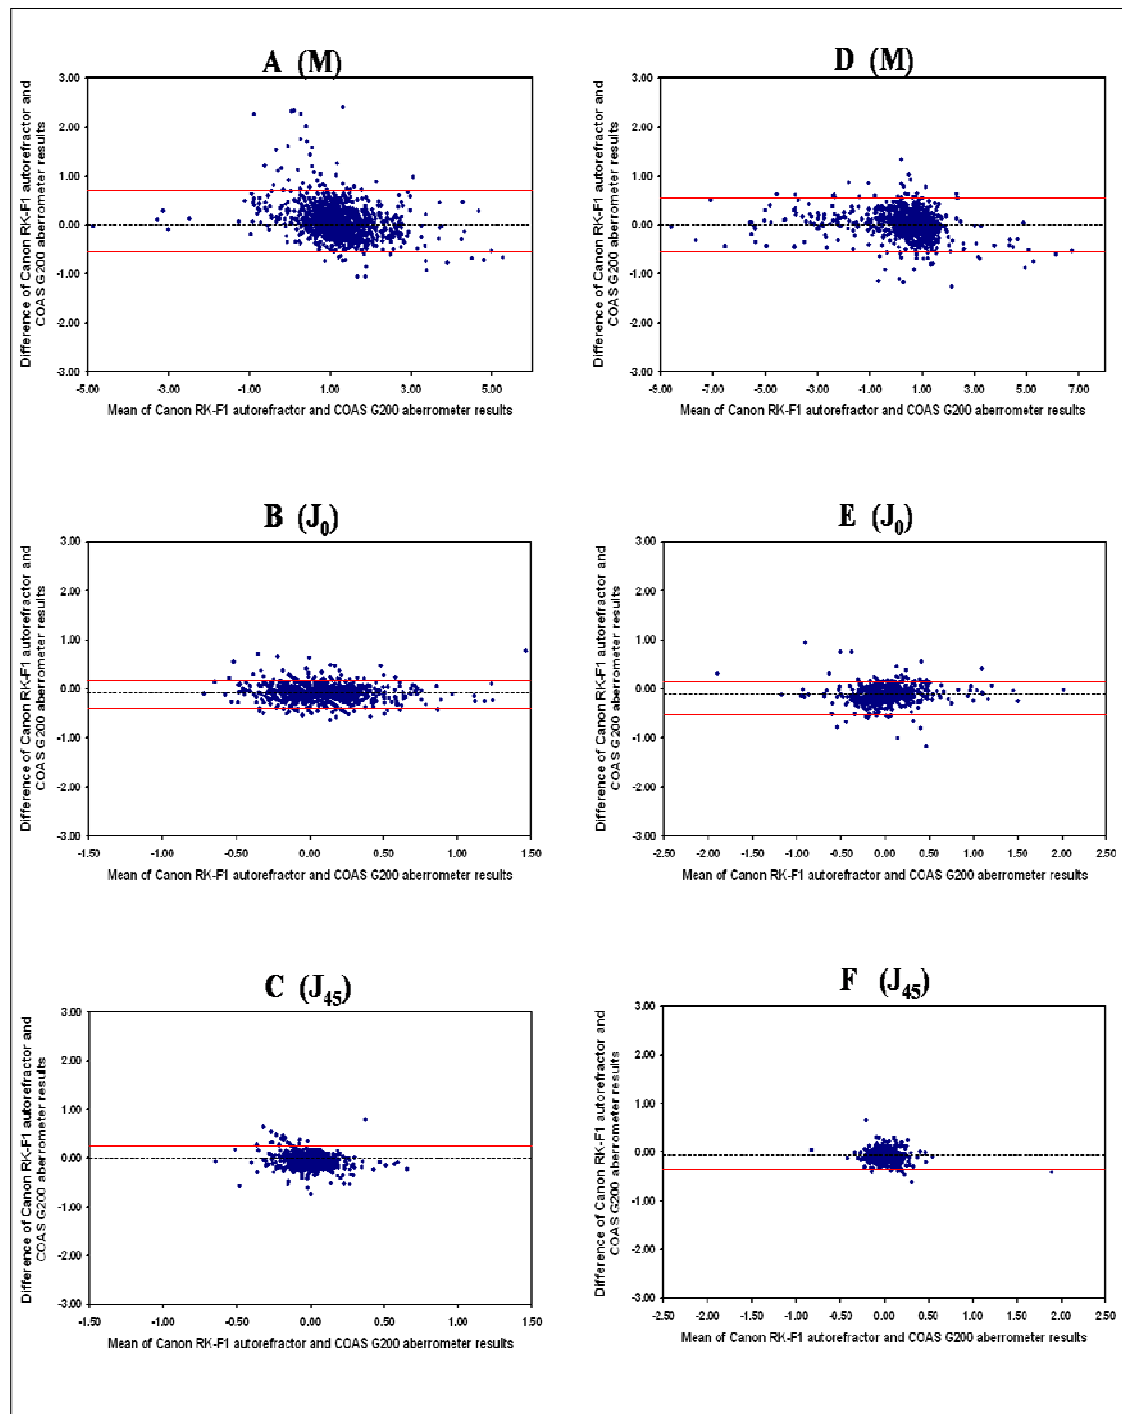 A (M)
Difference of Canon RK-F1 autorefractor and
COAS G200 aberrometer results
3.00
2.00
1.00
0.00
-1.00
-2.00
-3.00
-5.00 -3.00 -1.00 1.00 3.00 5.00
Mean of Canon RK-F1 autorefractor and COAS G200 aberrometer results
D (M)
Difference of Canon RK-F1 autorefractor and
COAS G200 aberrometer results
3.00
2.00
1.00
0.00
-1.00
-2.00
-3.00
-9.00 -7.00 -5.00 -3.00 -1.00 1.00 3.00 5.00 7.00
Mean of Canon RK-F1 autorefractor and COAS G200 aberrometer results
B (J0)
Difference of Canon RK-F1 autorefractor and
COAS G200 aberrometer results
3.00
2.00
1.00
0.00
-1.00
-2.00
-3.00
-1.50 -1.00 -0.50 0.00 0.50 1.00 1.50
Mean of Canon RK-F1 autorefractor and COAS G200 aberrometer results
E (J0)
Difference of Canon RK-F1 autorefractor and
COAS G200 aberrometer results
3.00
2.00
1.00
0.00
-1.00
-2.00
-3.00
-2.50 -2.00 -1.50 -1.00 -0.50 0.00 0.50 1.00 1.50 2.00 2.50
Mean of Canon RK-F1 autorefractor and COAS G200 aberrometer results
C (J45)
Difference of Canon RK-F1 autorefractor and
COAS G200 aberrometer results
3.00
2.00
1.00
0.00
-1.00
-2.00
-3.00
-1.50 -1.00 -0.50 0.00 0.50 1.00 1.50
Mean of Canon RK-F1 autorefractor and COAS G200 aberrometer results
F (J45)
Difference of Canon RK-F1 autorefractor and
COAS G200 aberrometer results
3.00
2.00
1.00
0.00
-1.00
-2.00
-3.00
-2.50 -2.00 -1.50 -1.00 -0.50 0.00 0.50 1.00 1.50 2.00 2.50
Mean of Canon RK-F1 autorefractor and COAS G200 aberrometer results